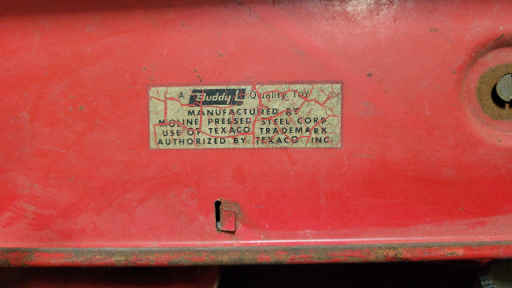 A Buddy L Quality Toy
MANUFACTURED BY
MOLINE PRESSED STEEL CORP.
USE OF TEXACO TRADEMARK
AUTHORIZED BY TEXACO INC.